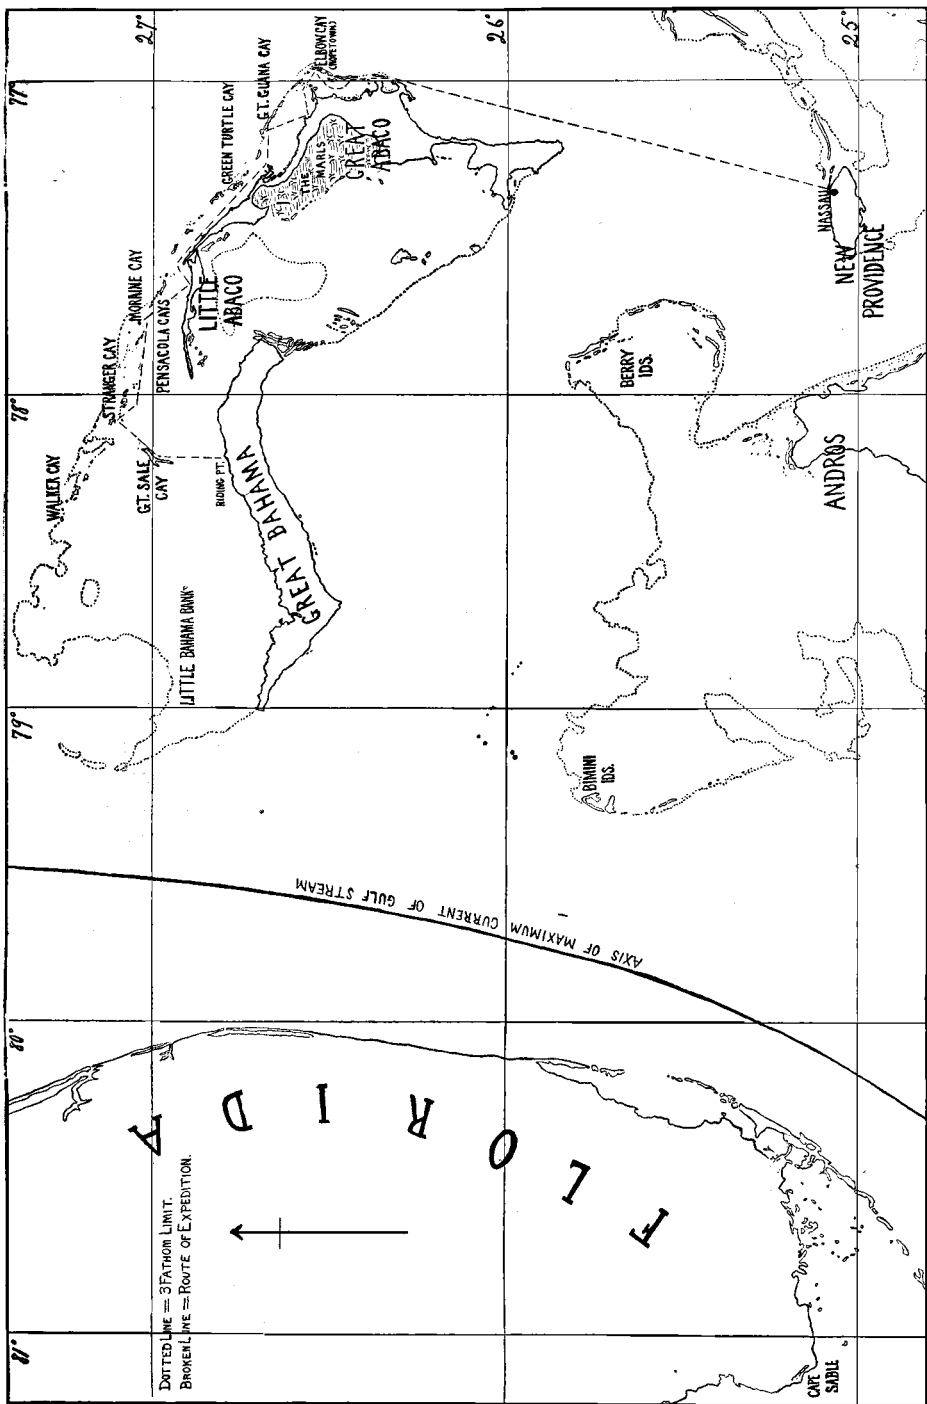 81°
80°
79°
78°
77°
27°
26°
25°
WALKER CAY
STRANGER CAY
MORAINE CAY
PENSACOLA CAYS
GT. SALE
CAY
GREEN TURTLE CAY
GT. GUANA CAY
ELBOW CAY
(HOPETOWN)
LITTLE
ABACO
THE MARLS
GREAT
ABACO
RIDING PT.
GREAT BAHAMA
LITTLE BAHAMA BANK
BERRY
IDS.
BIMINI
IDS.
NASSAU
NEW
PROVIDENCE
ANDROS
AXIS OF MAXIMUM CURRENT OF GULF STREAM
FLORIDA
CAPE
SABLE
DOTTED LINE = 3 FATHOM LIMIT.
BROKEN LINE = ROUTE OF EXPEDITION.